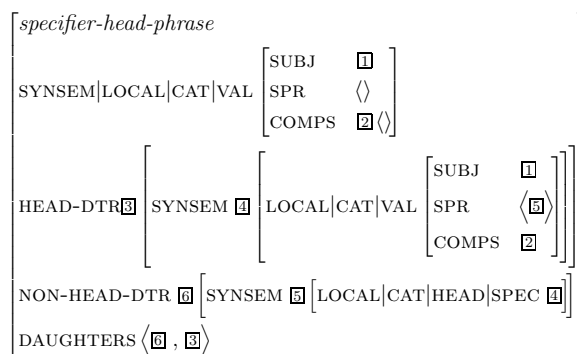 specifier-head-phrase
SUBJ 1
SYNSEM|LOCAL|CAT|VAL SPR ⟨⟩
COMPS 2 ⟨⟩
SUBJ 1
HEAD-DTR 3 [SYNSEM 4 [LOCAL|CAT|VAL [SPR ⟨5⟩]]]
COMPS 2
NON-HEAD-DTR 6 [SYNSEM 5 [LOCAL|CAT|HEAD|SPEC 4]]
DAUGHTERS ⟨6 , 3⟩